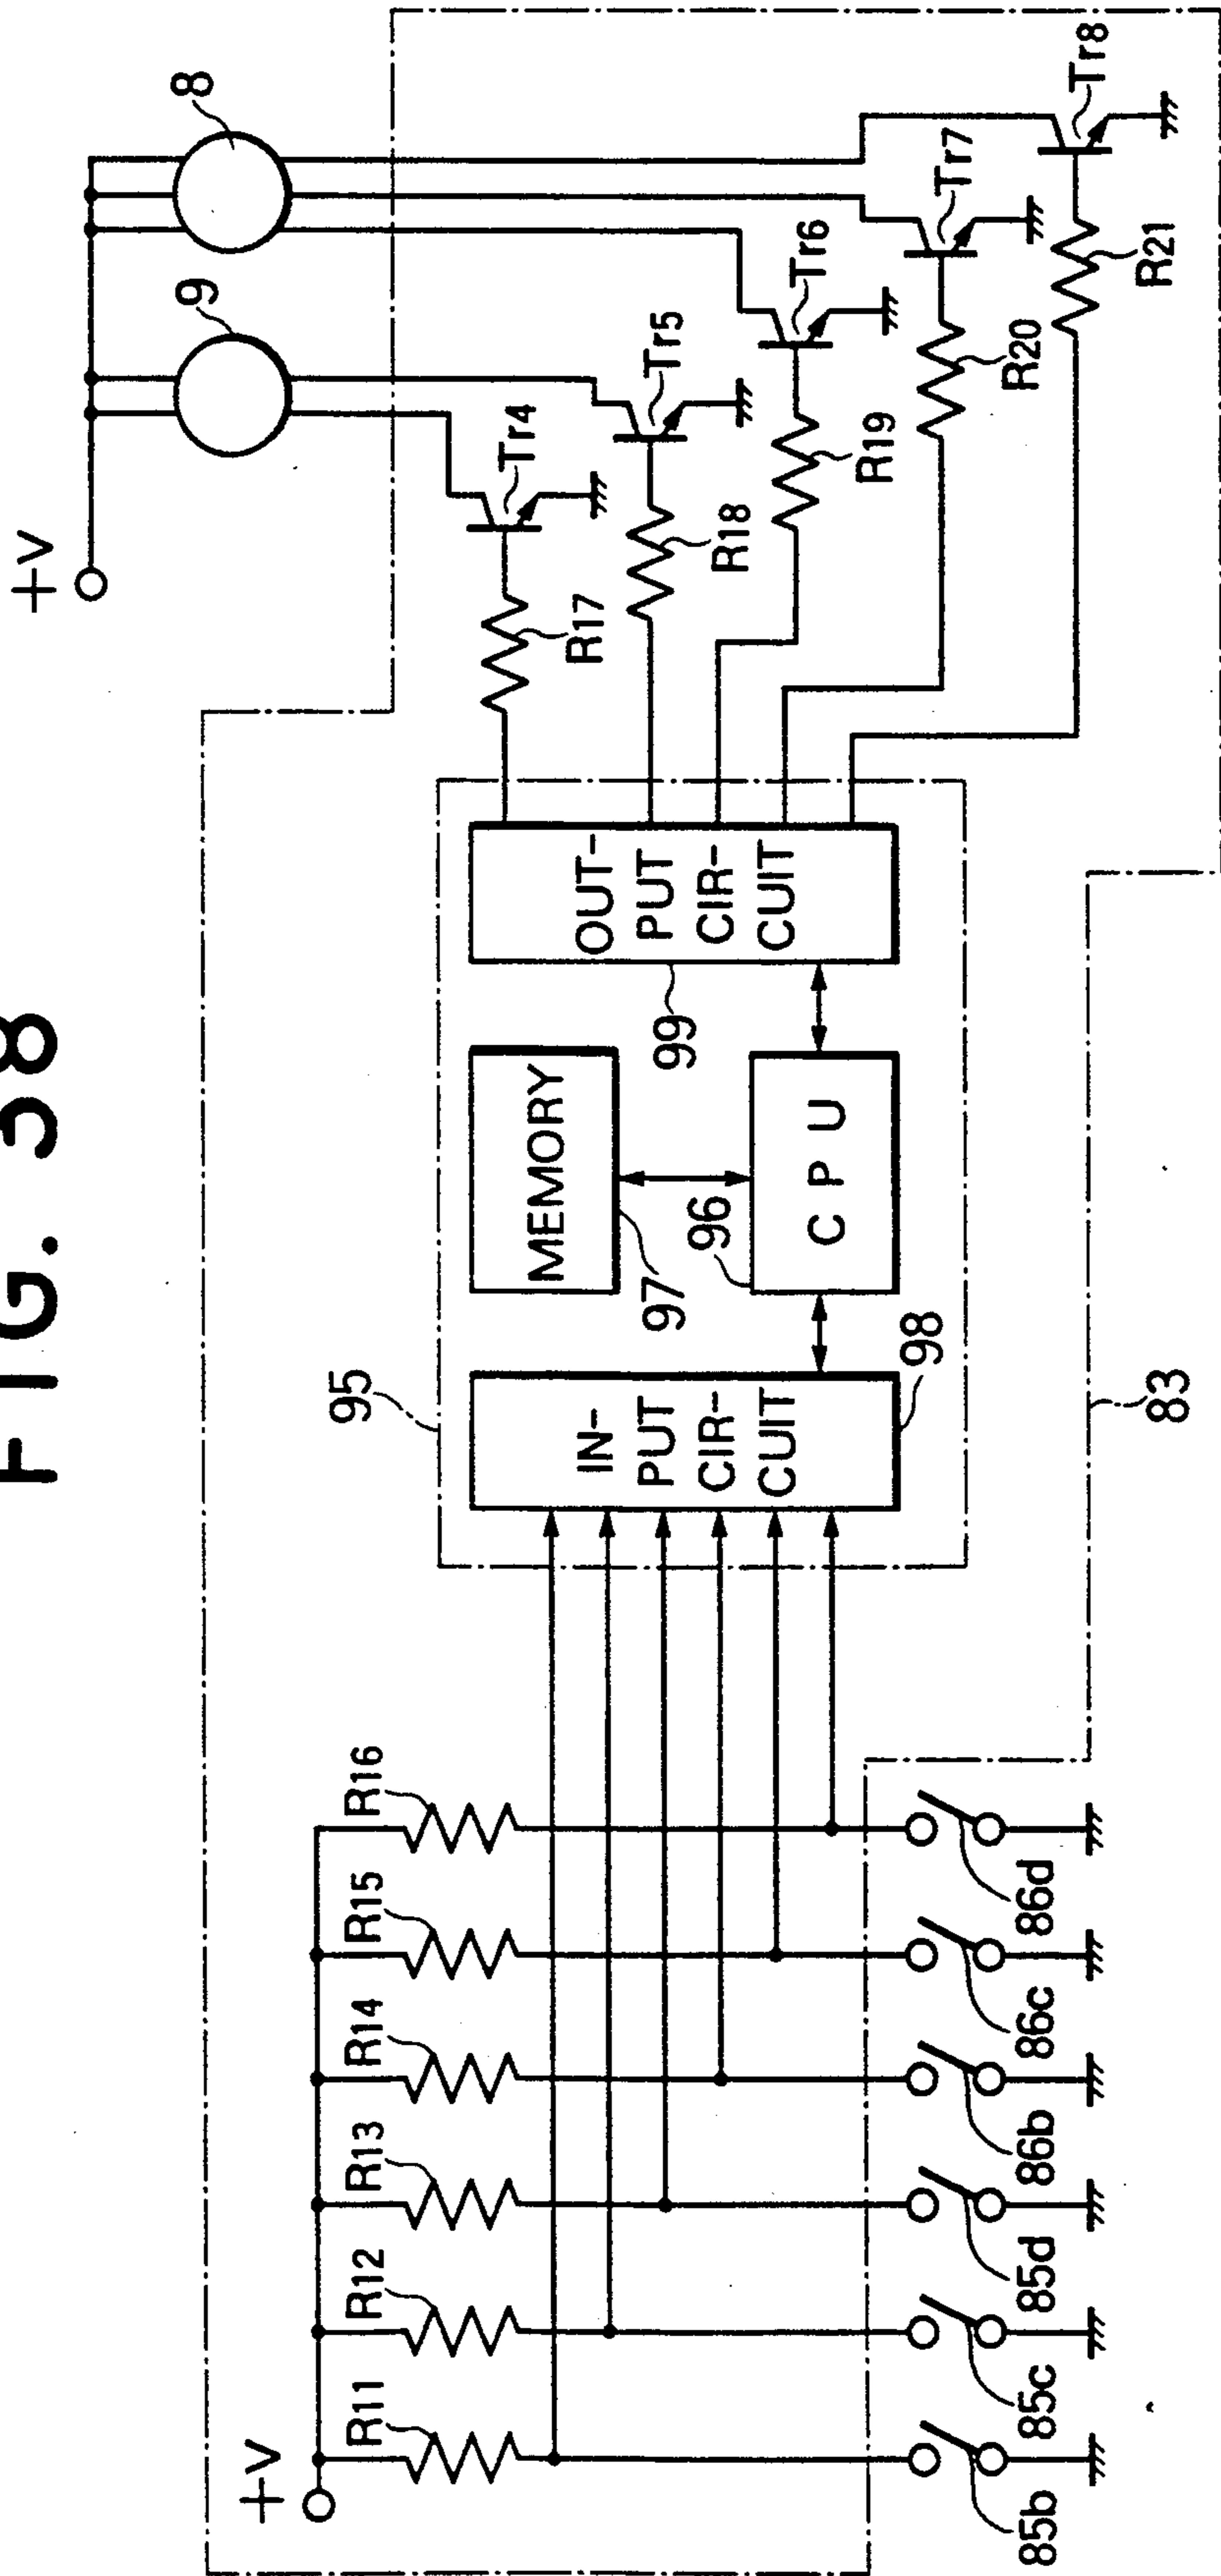 FIG. 38
+V
9
8
+V
R11
R12
R13
R14
R15
R16
95
IN-
PUT
CIR-
CUIT
98
MEMORY
97
96
CPU
OUT-
PUT
CIR-
CUIT
99
R17
Tr4
R18
Tr5
R19
Tr6
R20
Tr7
R21
Tr8
85b
85c
85d
86b
86c
86d
83